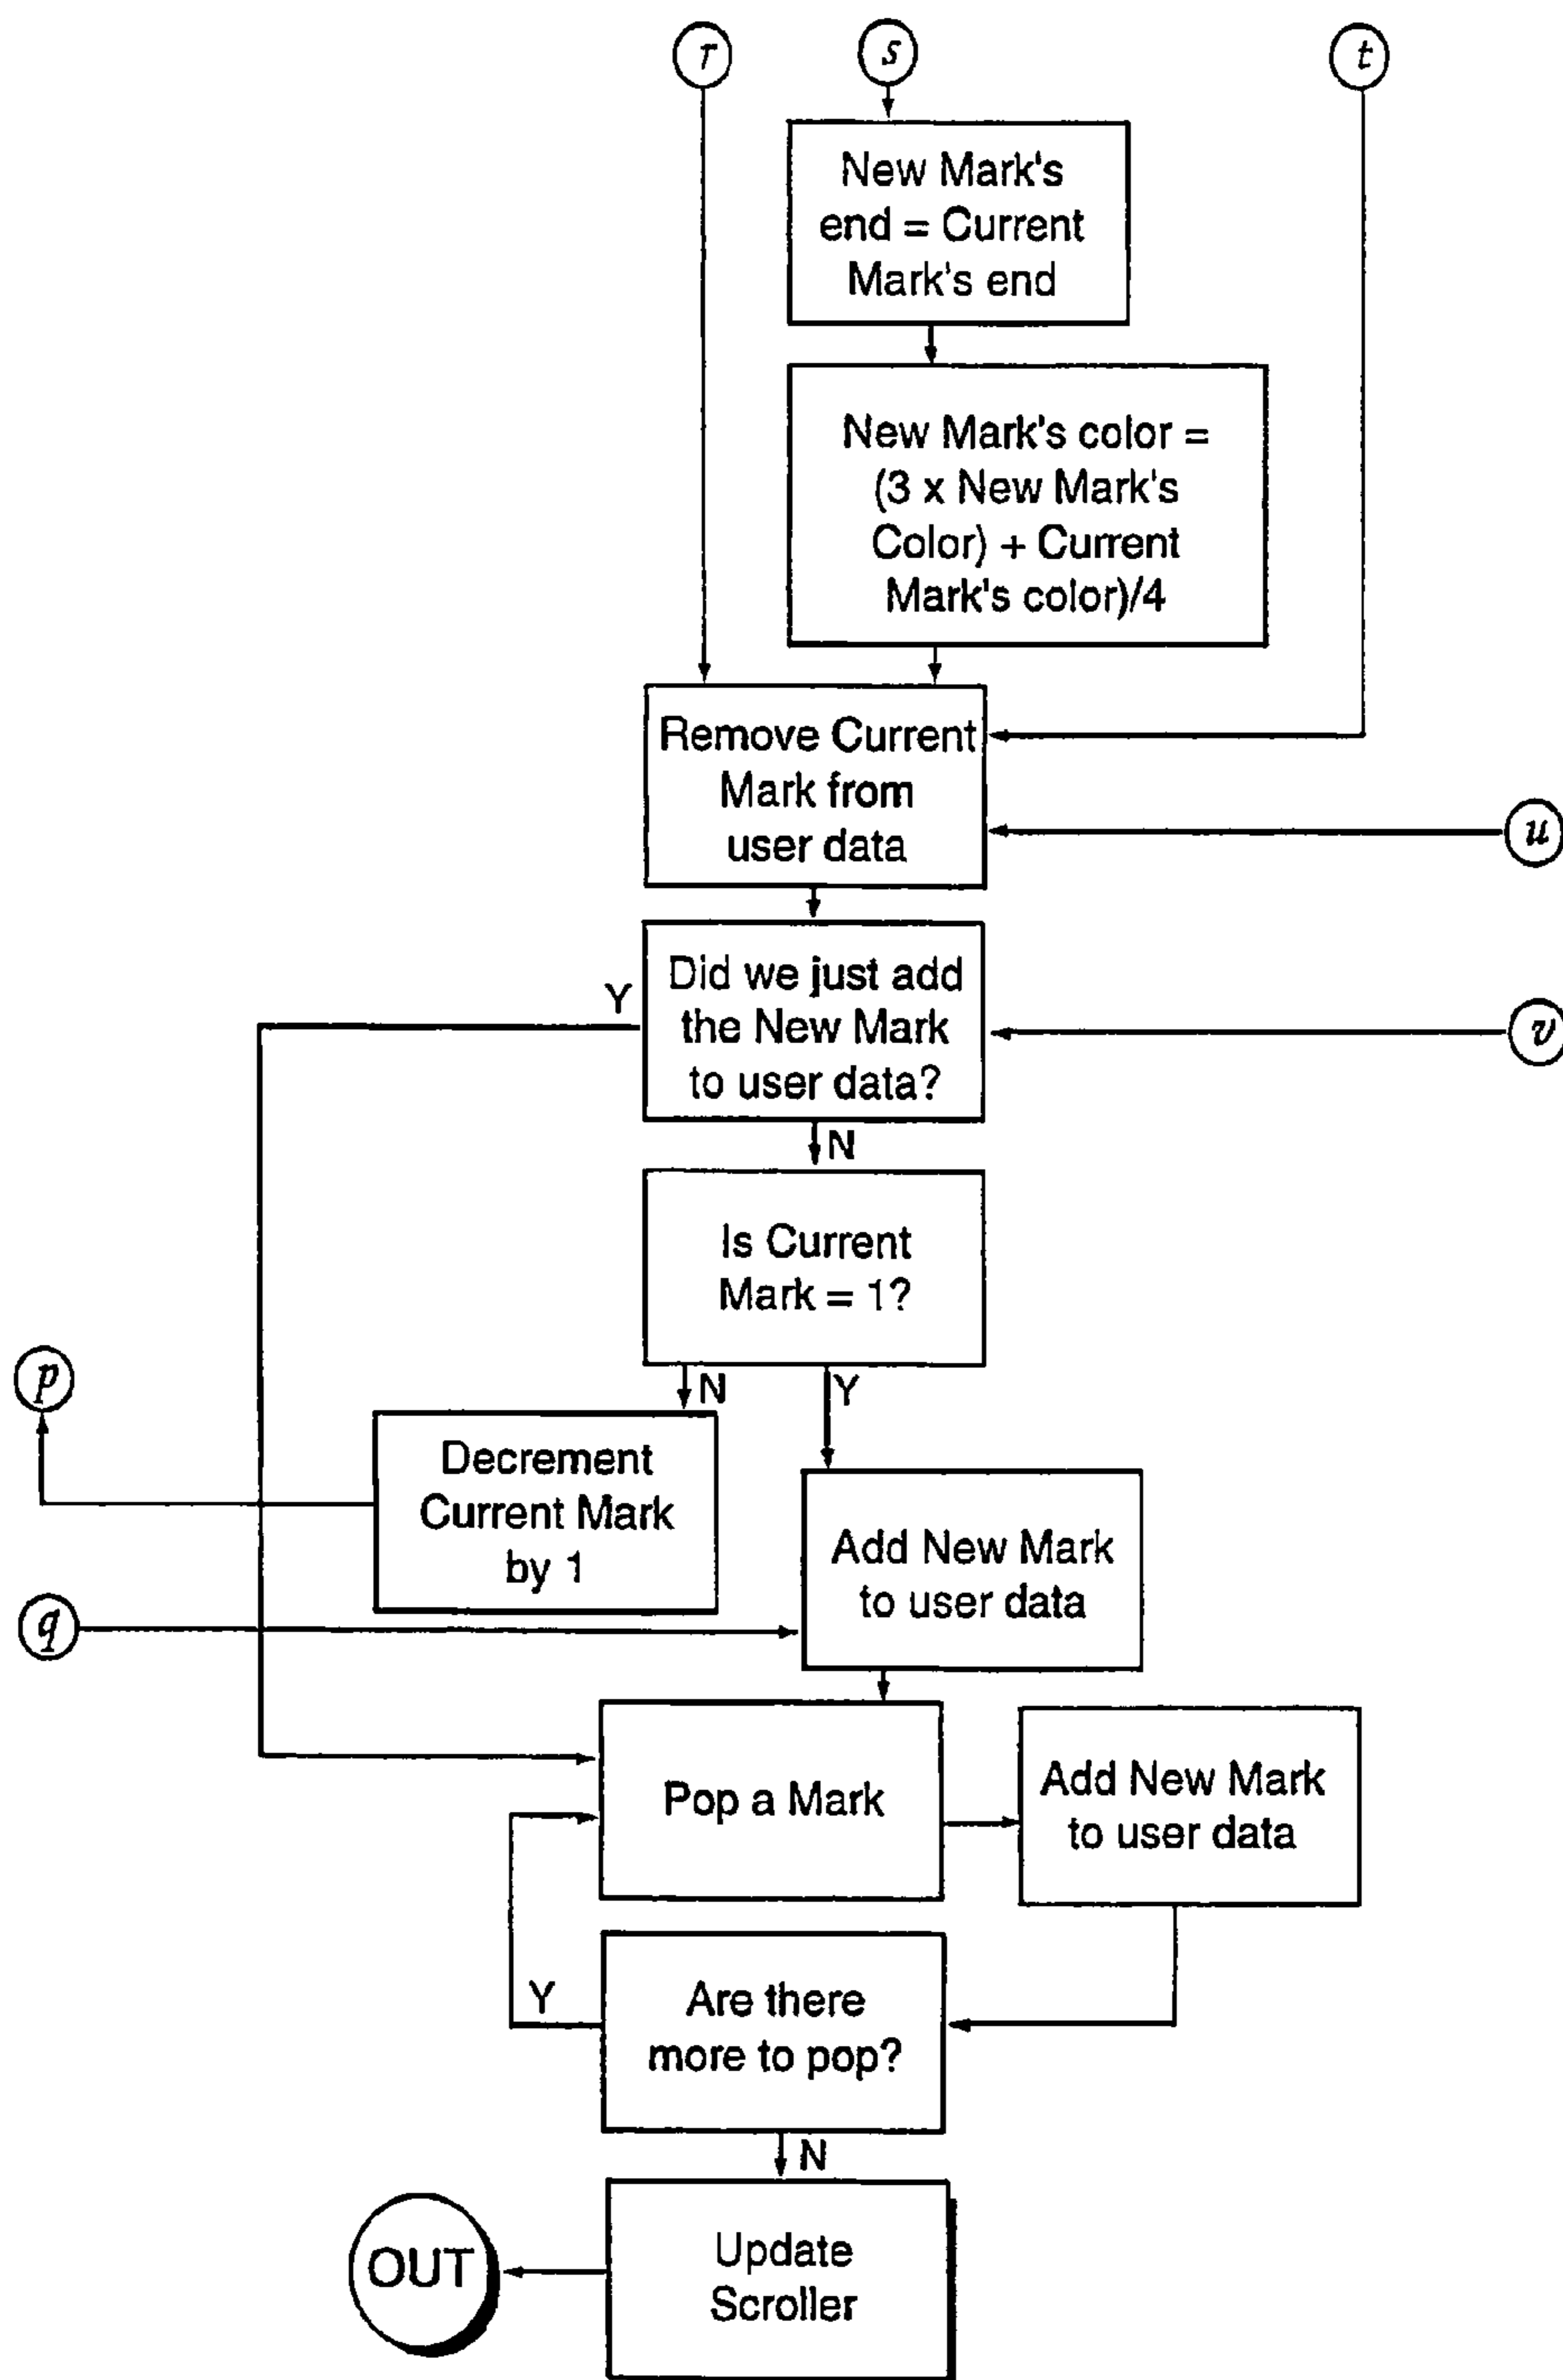 r
s
t
New Mark's
end = Current
Mark's end
New Mark's color =
(3 x New Mark's
Color) + Current
Mark's color)/4
Remove Current
Mark from
user data
u
Did we just add
the New Mark
to user data?
Y
v
N
Is Current
Mark = 1?
p
N
Y
Decrement
Current Mark
by 1
Add New Mark
to user data
q
Pop a Mark
Add New Mark
to user data
Y
Are there
more to pop?
N
OUT
Update
Scroller